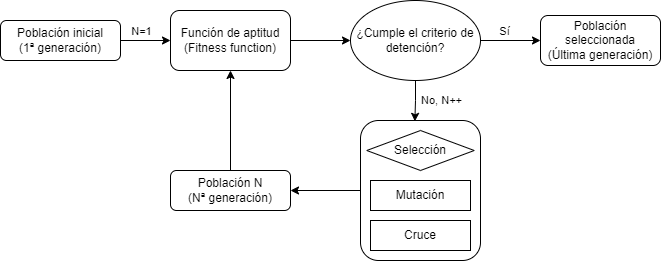 Población inicial
(1ª generación)
N=1
Función de aptitud
(Fitness function)
¿Cumple el criterio de
detención?
Sí
Población
seleccionada
(Última generación)
No, N++
Selección
Mutación
Cruce
Población N
(Nª generación)